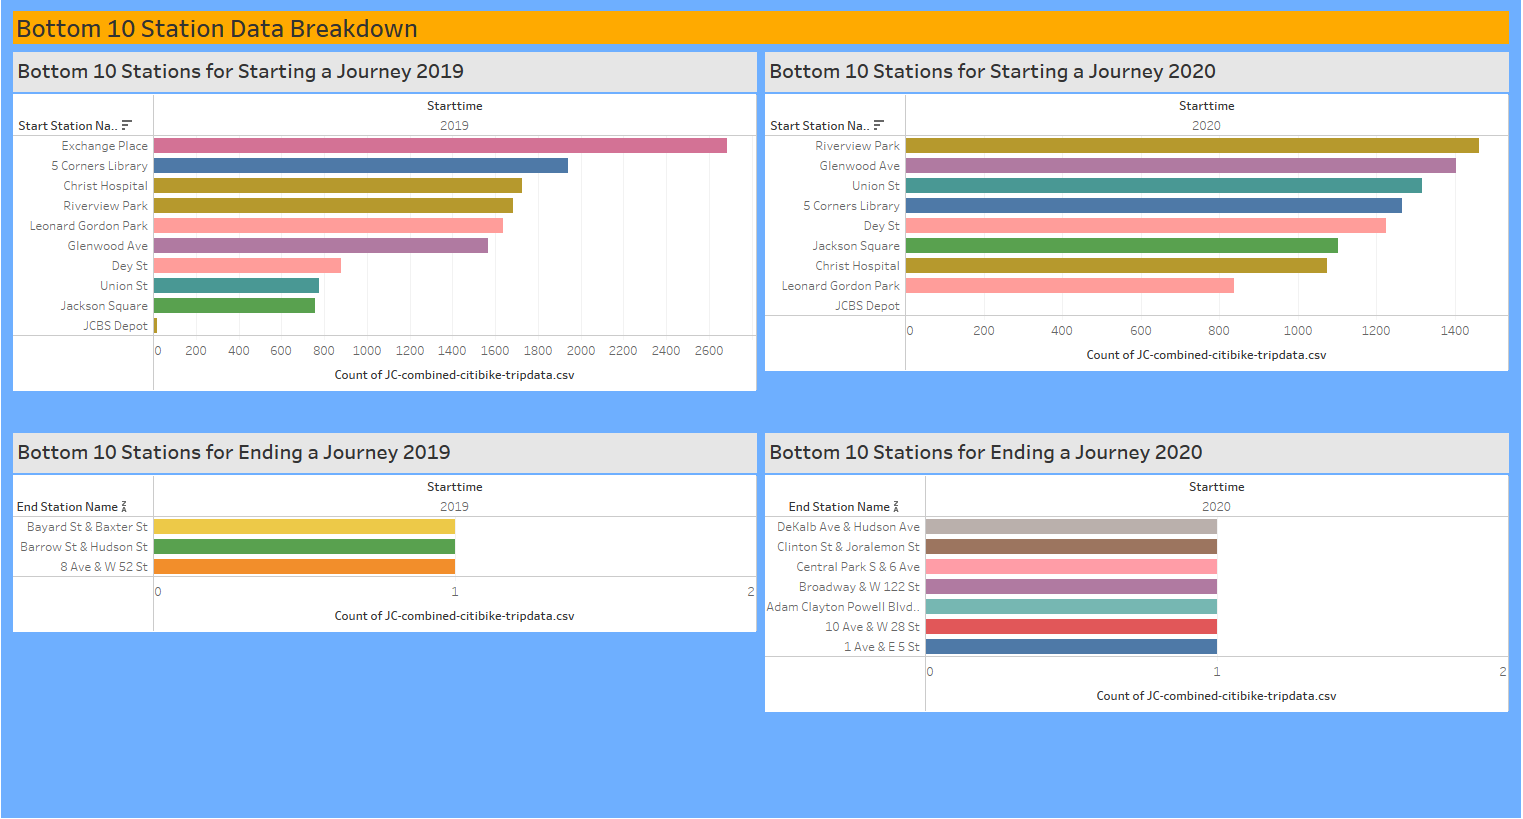 Bottom 10 Station Data Breakdown
Bottom 10 Stations for Starting a Journey 2019
Starttime
Start Station Na..
2019
Exchange Place
5 Corners Library
Christ Hospital
Riverview Park
Leonard Gordon Park
Glenwood Ave
Dey St
Union St
Jackson Square
JCBS Depot
0 200 400 600 800 1000 1200 1400 1600 1800 2000 2200 2400 2600
Count of JC-combined-citibike-tripdata.csv
Bottom 10 Stations for Starting a Journey 2020
Starttime
Start Station Na..
2020
Riverview Park
Glenwood Ave
Union St
5 Corners Library
Dey St
Jackson Square
Christ Hospital
Leonard Gordon Park
JCBS Depot
0 200 400 600 800 1000 1200 1400
Count of JC-combined-citibike-tripdata.csv
Bottom 10 Stations for Ending a Journey 2019
Starttime
End Station Name
2019
Bayard St & Baxter St
Barrow St & Hudson St
8 Ave & W 52 St
0 1 2
Count of JC-combined-citibike-tripdata.csv
Bottom 10 Stations for Ending a Journey 2020
Starttime
End Station Name
2020
DeKalb Ave & Hudson Ave
Clinton St & Joralemon St
Central Park S & 6 Ave
Broadway & W 122 St
Adam Clayton Powell Blvd..
10 Ave & W 28 St
1 Ave & E 5 St
0 1 2
Count of JC-combined-citibike-tripdata.csv